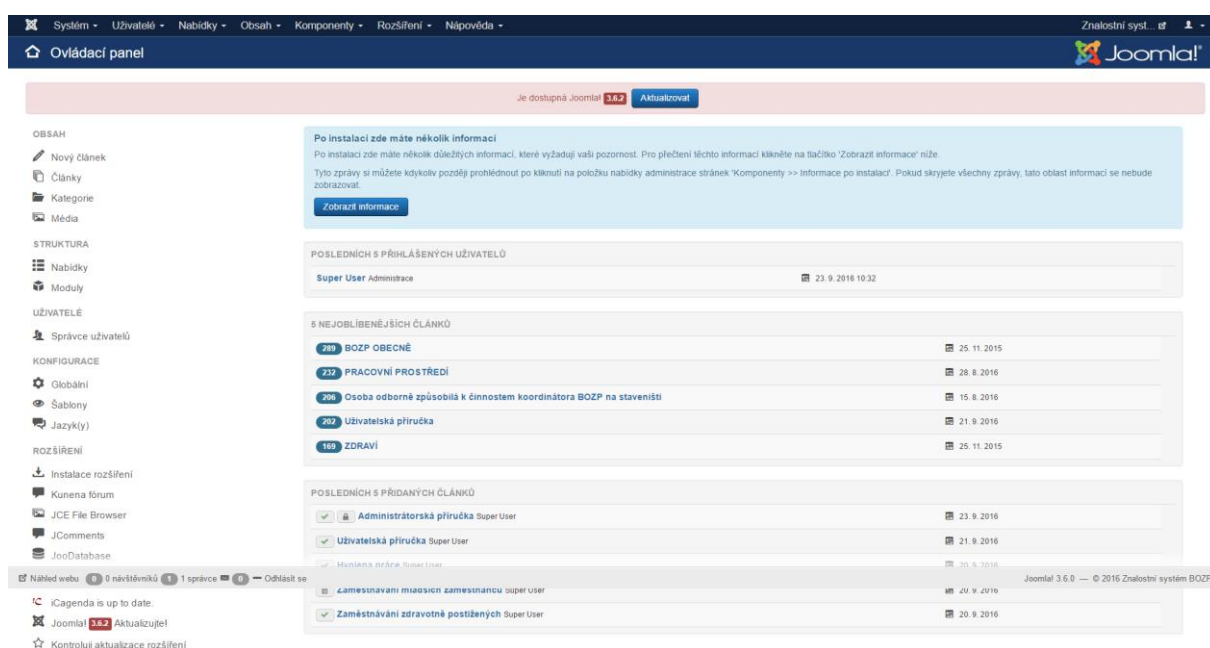 Systém Uživatelé Nabídky Obsah Komponenty Rozšíření Nápověda Znalostní syst...
Ovládací panel Joomla!
Je dostupná Joomla! 3.6.2 Aktualizovat
OBSAH
Nový článek
Články
Kategorie
Média
STRUKTURA
Nabídky
Moduly
UŽIVATELÉ
Správce uživatelů
KONFIGURACE
Globální
Šablony
Jazyk(y)
ROZŠÍŘENÍ
Instalace rozšíření
Kunena fórum
JCE File Browser
JComments
JooDatabase
iCagenda is up to date.
Joomla! 3.6.2 Aktualizujte!
Kontroluji aktualizace rozšíření
Po instalaci zde máte několik informací
Po instalaci zde máte několik důležitých informací, které vyžadují vaši pozornost. Pro přečtení těchto informací klikněte na tlačítko 'Zobrazit informace' níže.
Tyto zprávy si můžete kdykoliv později prohlédnout po kliknutí na položku nabídky administrace stránek 'Komponenty >> Informace po instalaci'. Pokud skryjete všechny zprávy, tato oblast informací se nebude
zobrazovat.
Zobrazit informace
POSLEDNÍCH 5 PŘIHLÁŠENÝCH UŽIVATELŮ
Super User Administrace 23. 9. 2016 10:32
5 NEJOBLÍBENĚJŠÍCH ČLÁNKŮ
289 BOZP OBECNĚ 25. 11. 2015
232 PRACOVNÍ PROSTŘEDÍ 28. 8. 2016
206 Osoba odborně způsobilá k činnostem koordinátora BOZP na staveništi 15. 8. 2016
202 Uživatelská příručka 21. 9. 2016
169 ZDRAVÍ 25. 11. 2015
POSLEDNÍCH 5 PŘIDANÝCH ČLÁNKŮ
Administrátorská příručka Super User 23. 9. 2016
Uživatelská příručka Super User 21. 9. 2016
Hygiena práce Super User 20. 9. 2016
Zaměstnávání mladších zaměstnanců Super User 20. 9. 2016
Zaměstnávání zdravotně postižených Super User 20. 9. 2016
Náhled webu 0 0 návštěvníků 1 1 správce 0 Odhlásit se Joomla! 3.6.0 — © 2016 Znalostní systém BOZP